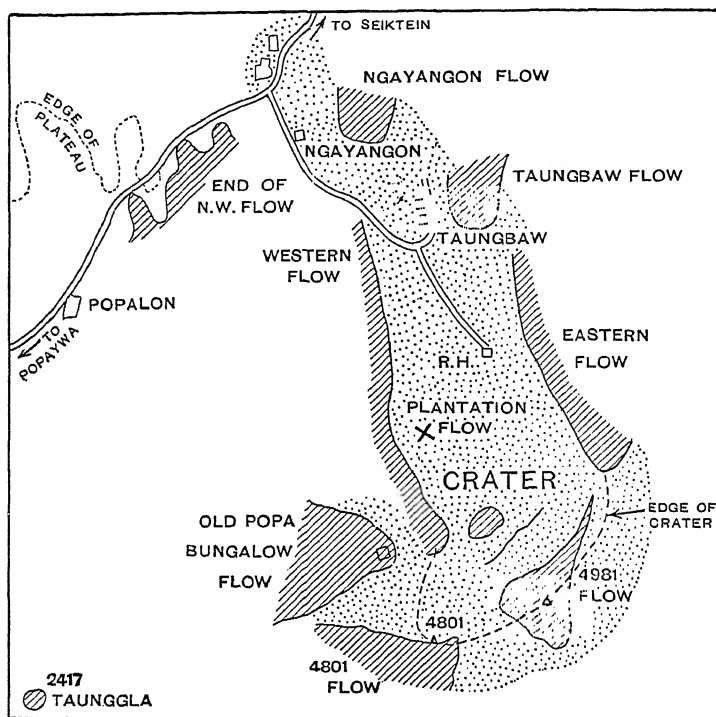 TO SEIKTEIN
NGAYANGON FLOW
EDGE OF
PLATEAU
NGAYANGON
TAUNGBAW FLOW
END OF
N.W. FLOW
TAUNGBAW
WESTERN
FLOW
POPALON
TO
POPAYWA
EASTERN
FLOW
R.H.
PLANTATION
FLOW
CRATER
EDGE OF
CRATER
OLD POPA
BUNGALOW
FLOW
4981
FLOW
4801
4801
FLOW
2417
TAUNGGLA